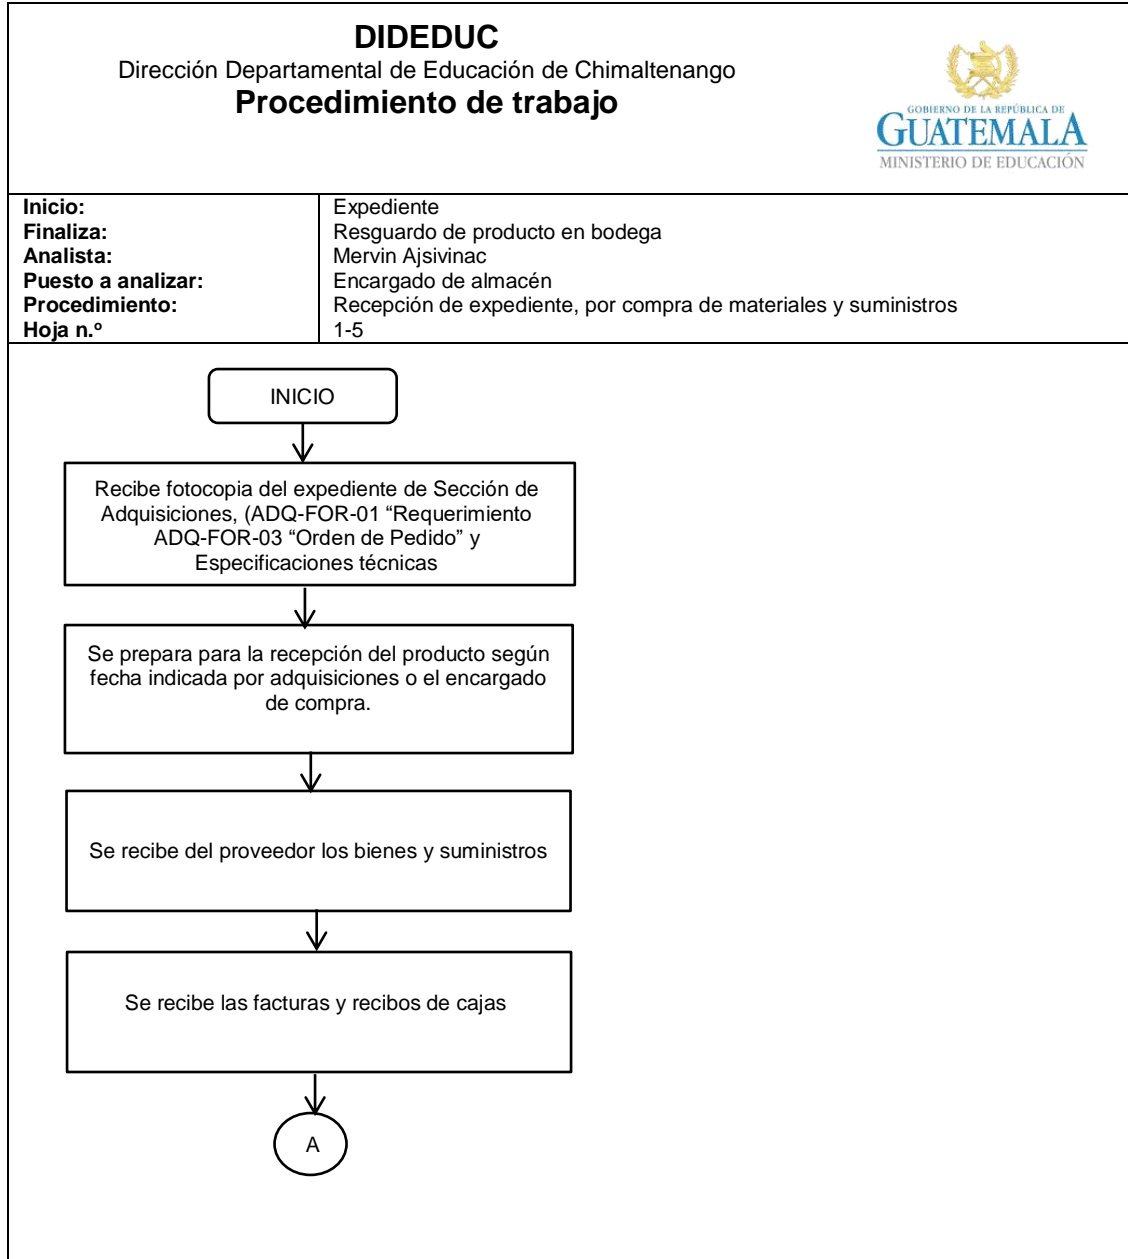 DIDEDUC
Dirección Departamental de Educación de Chimaltenango
Procedimiento de trabajo
GOBIERNO DE LA REPÚBLICA DE
GUATEMALA
MINISTERIO DE EDUCACIÓN
Inicio: Expediente
Finaliza: Resguardo de producto en bodega
Analista: Mervin Ajsivinac
Puesto a analizar: Encargado de almacén
Procedimiento: Recepción de expediente, por compra de materiales y suministros
Hoja n.º 1-5
INICIO
Recibe fotocopia del expediente de Sección de
Adquisiciones, (ADQ-FOR-01 “Requerimiento
ADQ-FOR-03 “Orden de Pedido” y
Especificaciones técnicas
Se prepara para la recepción del producto según
fecha indicada por adquisiciones o el encargado
de compra.
Se recibe del proveedor los bienes y suministros
Se recibe las facturas y recibos de cajas
A